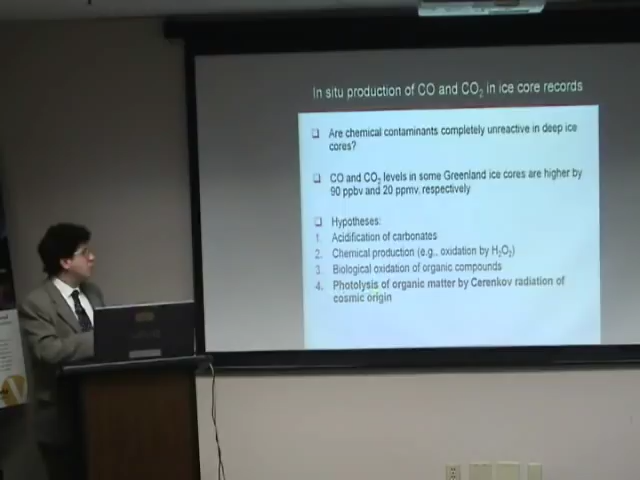 In situ production of CO and CO₂ in ice core records
❑ Are chemical contaminants completely unreactive in deep ice
cores?
❑ CO and CO₂ levels in some Greenland ice cores are higher by
90 ppbv and 20 ppmv, respectively
❑ Hypotheses:
1. Acidification of carbonates
2. Chemical production (e.g., oxidation by H₂O₂)
3. Biological oxidation of organic compounds
4. Photolysis of organic matter by Cerenkov radiation of
cosmic origin